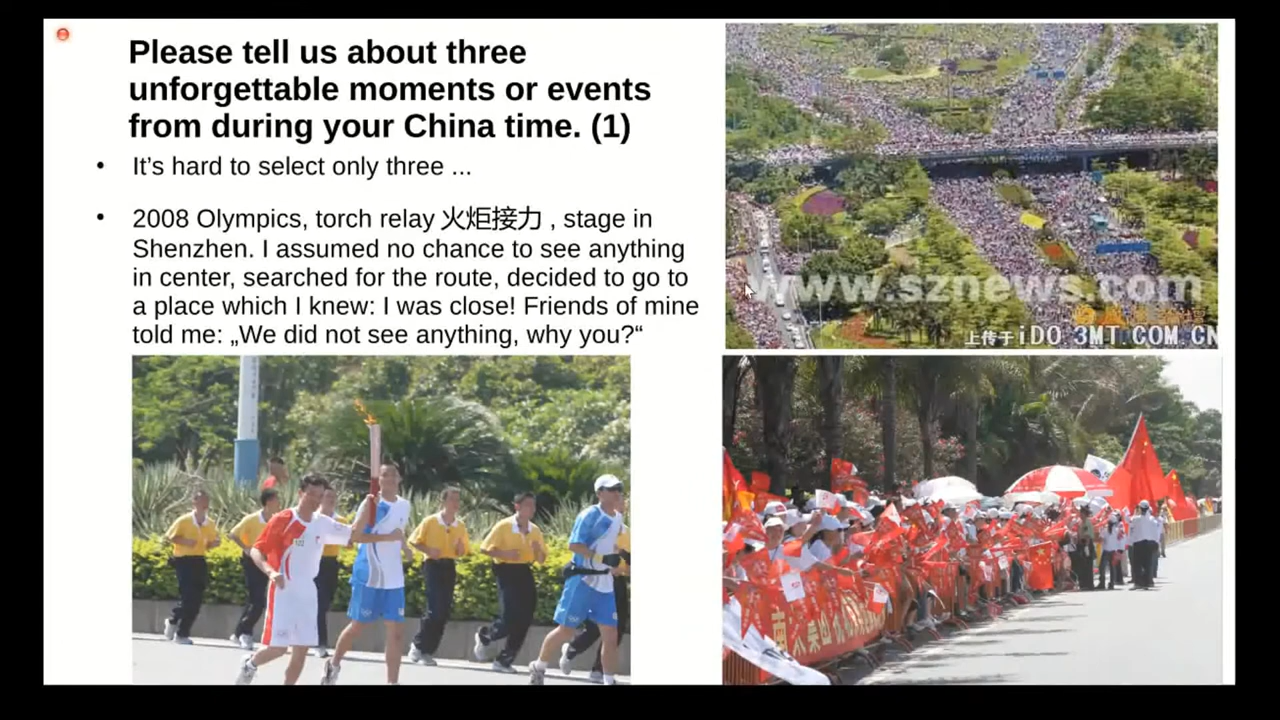 Please tell us about three
unforgettable moments or events
from during your China time. (1)
• It’s hard to select only three ...
• 2008 Olympics, torch relay 火炬接力 , stage in
Shenzhen. I assumed no chance to see anything
in center, searched for the route, decided to go to
a place which I knew: I was close! Friends of mine
told me: „We did not see anything, why you?“
www.sznews.com
上传于iDO.3MT.COM.CN